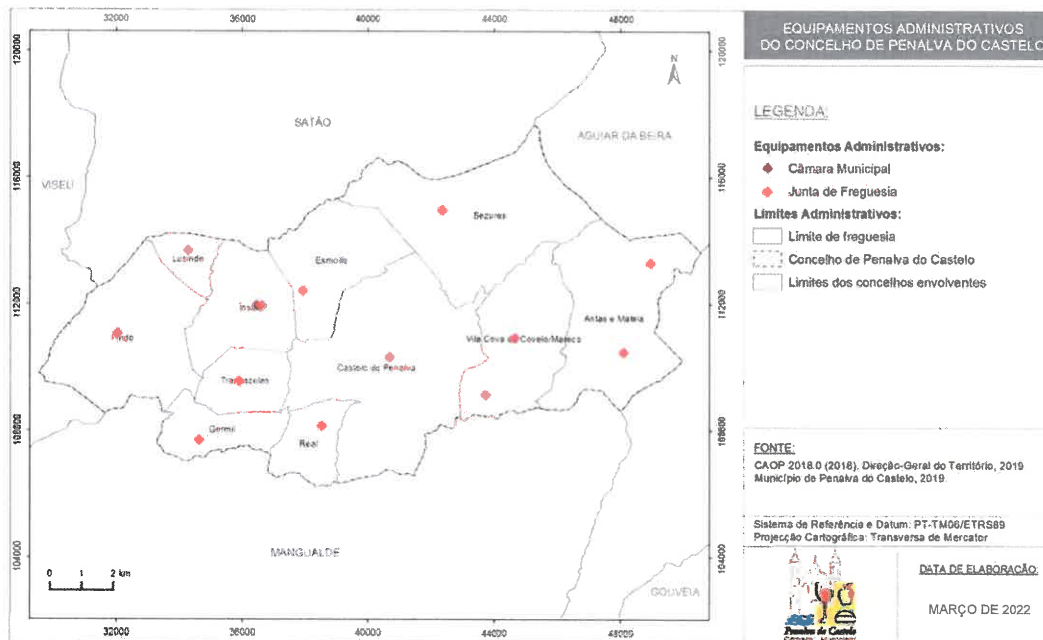 32000 36000 40000 44000 48000
EQUIPAMENTOS ADMINISTRATIVOS
DO CONCELHO DE PENALVA DO CASTELO
120000
120000
N
SATÃO
AGUIAR DA BEIRA
VISEU
116000
116000
Sezures
Lusinde
Esmolfe
112000
112000
Ínsua
Antas e Matela
Vila Cova do Covelo/Mareco
Pindo
Castelo de Penalva
Trancozelos
108000
108000
Germil
Real
MANGUALDE
104000
104000
0 1 2 km
GOUVEIA
32000 36000 40000 44000 48000
LEGENDA:
Equipamentos Administrativos:
Câmara Municipal
Junta de Freguesia
Limites Administrativos:
Limite de freguesia
Concelho de Penalva do Castelo
Limites dos concelhos envolventes
FONTE:
CAOP 2018.0 (2018), Direção-Geral do Território, 2019
Município de Penalva do Castelo, 2019
Sistema de Referência e Datum: PT-TM06/ETRS89
Projecção Cartográfica: Transversa de Mercator
Penalva do Castelo
Câmara Municipal
DATA DE ELABORAÇÃO:
MARÇO DE 2022